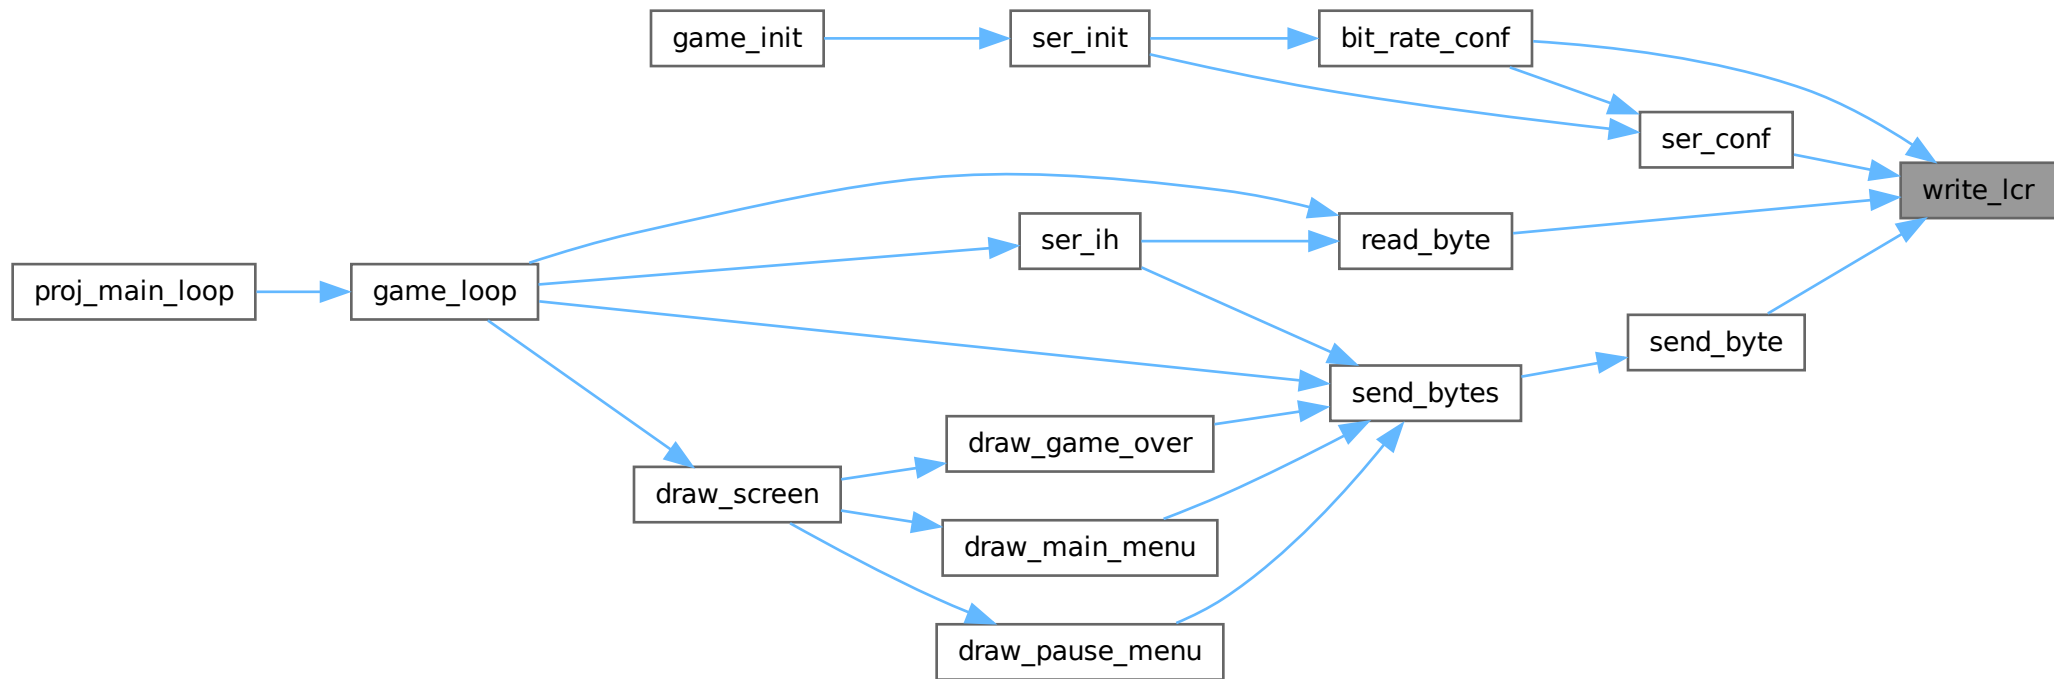 game_init
ser_init
bit_rate_conf
ser_conf
write_lcr
read_byte
ser_ih
proj_main_loop
game_loop
send_byte
send_bytes
draw_game_over
draw_screen
draw_main_menu
draw_pause_menu